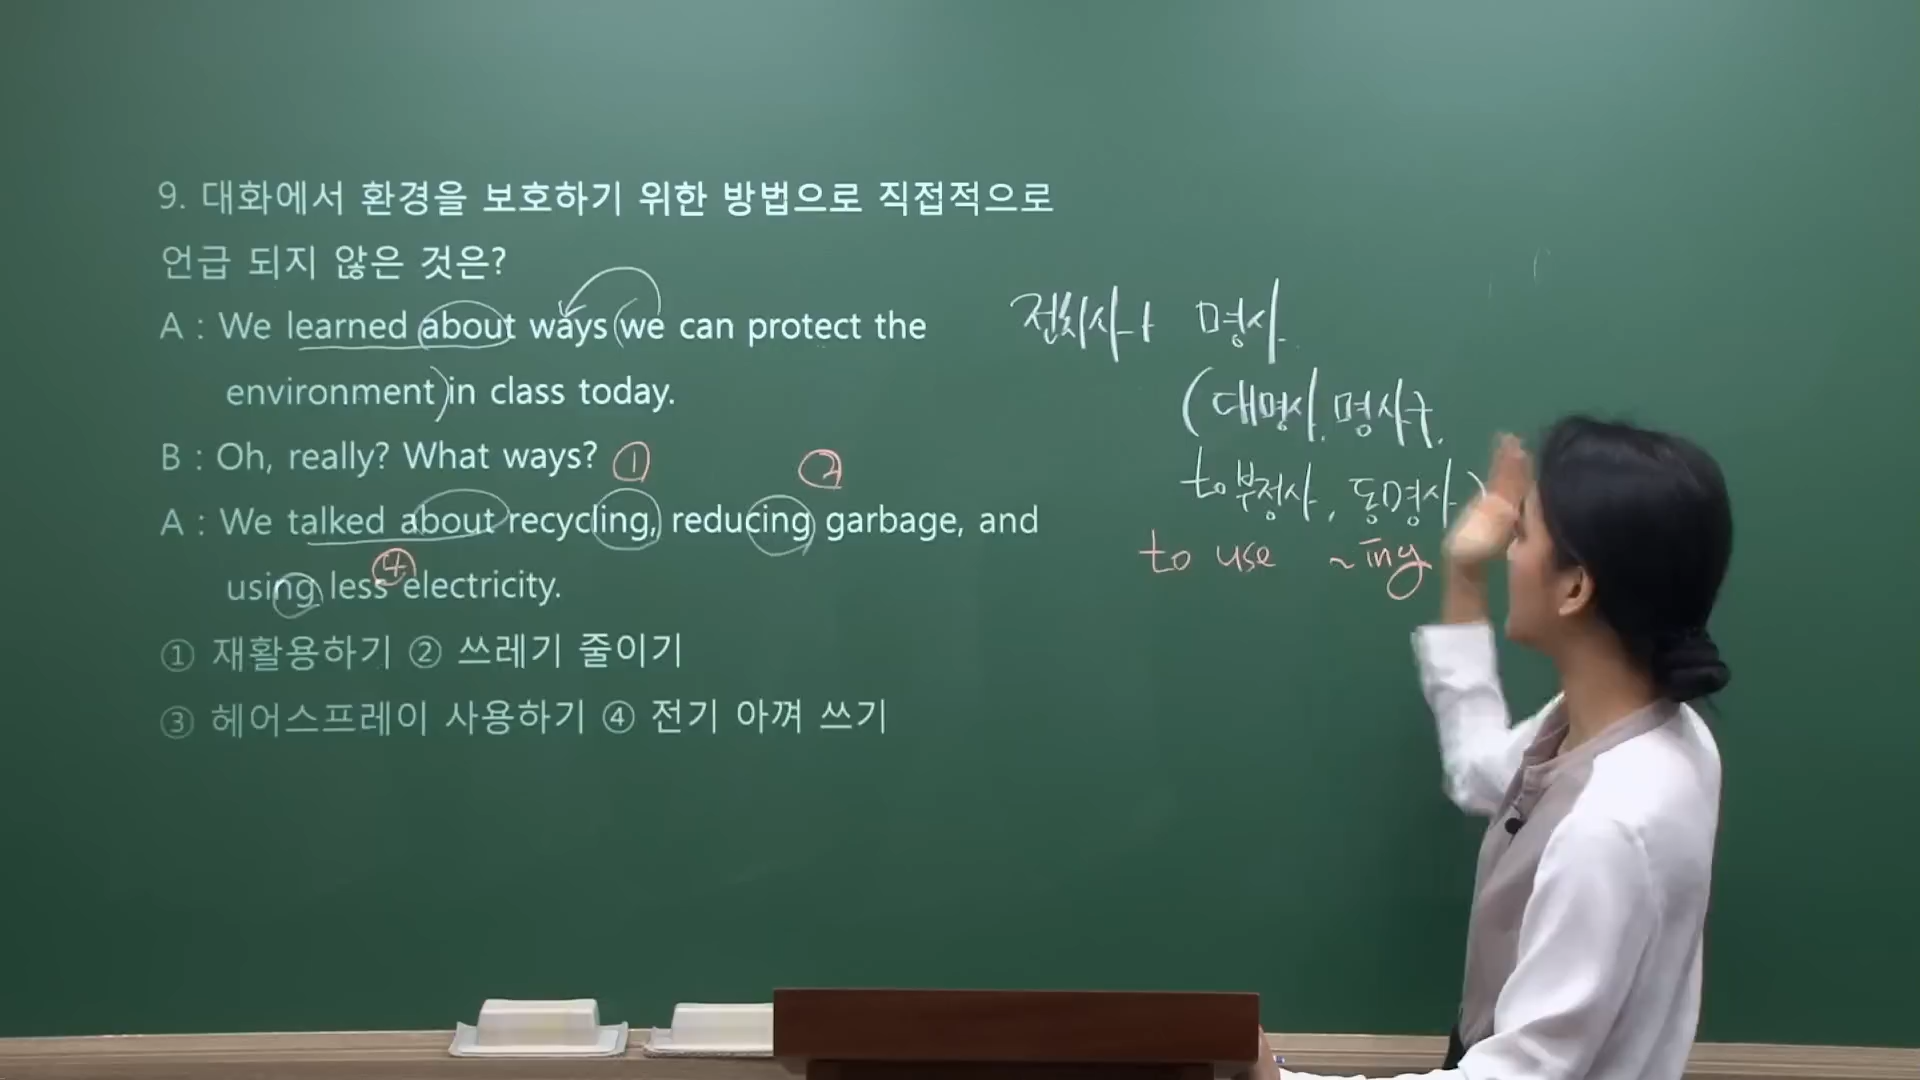 9. 대화에서 환경을 보호하기 위한 방법으로 직접적으로
언급 되지 않은 것은?
A : We learned about ways we can protect the
environment in class today.
B : Oh, really? What ways? ① ②
A : We talked about recycling, reducing garbage, and
④
using less electricity.
① 재활용하기 ② 쓰레기 줄이기
③ 헤어스프레이 사용하기 ④ 전기 아껴 쓰기
전치사 + 명사
(대명사, 명사구,
to부정사, 동명사)
to use ~ing